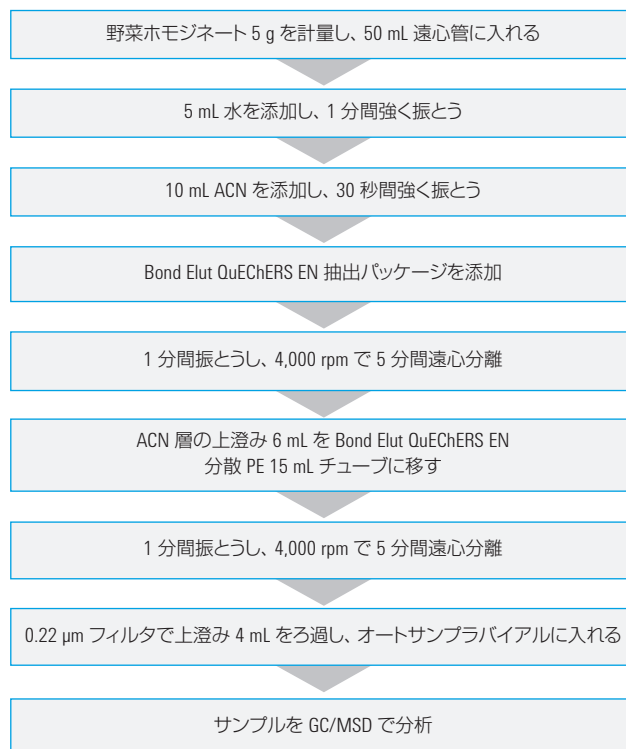 野菜ホモジネート 5 g を計量し、50 mL 遠心管に入れる
5 mL 水を添加し、1 分間強く振とう
10 mL ACN を添加し、30 秒間強く振とう
Bond Elut QuEChERS EN 抽出パッケージを添加
1 分間振とうし、4,000 rpm で 5 分間遠心分離
ACN 層の上澄み 6 mL を Bond Elut QuEChERS EN
分散 PE 15 mL チューブに移す
1 分間振とうし、4,000 rpm で 5 分間遠心分離
0.22 µm フィルタで上澄み 4 mL をろ過し、オートサンプラバイアルに入れる
サンプルを GC/MSD で分析